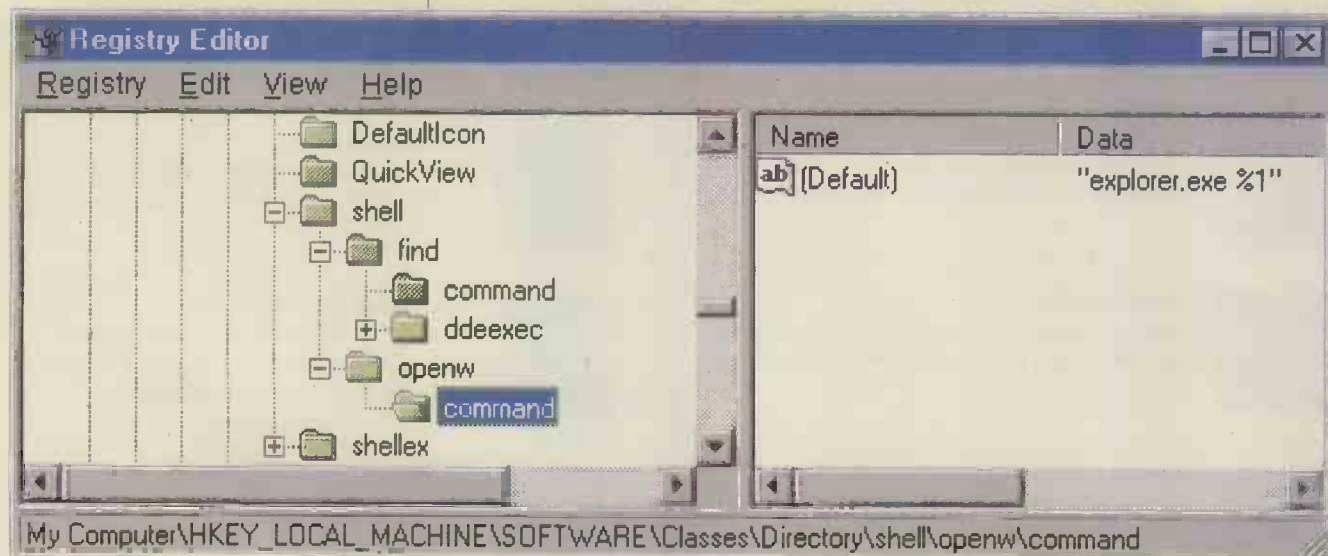 Registry Editor
Registry Edit View Help
DefaultIcon
QuickView
shell
find
command
ddeexec
openw
command
shellex
Name Data
ab (Default) "explorer.exe %1"
My Computer\HKEY_LOCAL_MACHINE\SOFTWARE\Classes\Directory\shell\openw\command